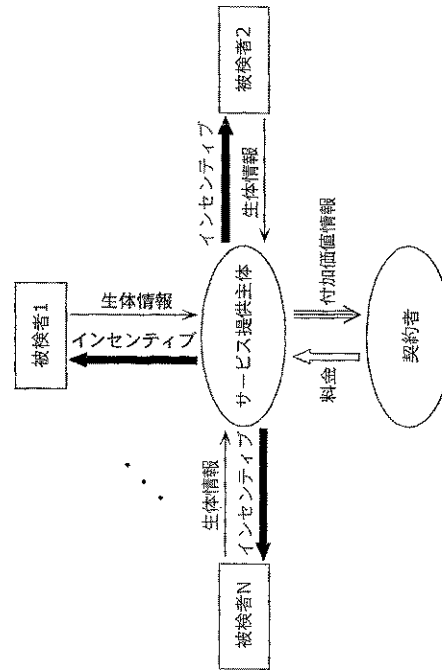 被検者1
生体情報
インセンティブ
被検者2
インセンティブ
生体情報
サービス提供主体
生体情報
インセンティブ
被検者N
付加価値情報
料金
契約者